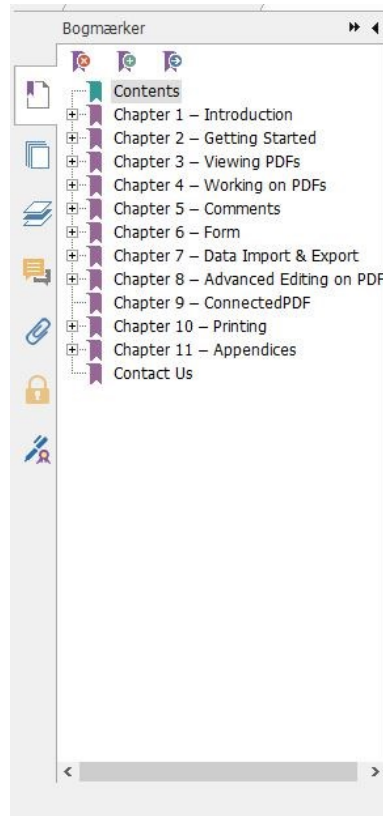 Bogmærker
Contents
Chapter 1 – Introduction
Chapter 2 – Getting Started
Chapter 3 – Viewing PDFs
Chapter 4 – Working on PDFs
Chapter 5 – Comments
Chapter 6 – Form
Chapter 7 – Data Import & Export
Chapter 8 – Advanced Editing on PDF
Chapter 9 – ConnectedPDF
Chapter 10 – Printing
Chapter 11 – Appendices
Contact Us